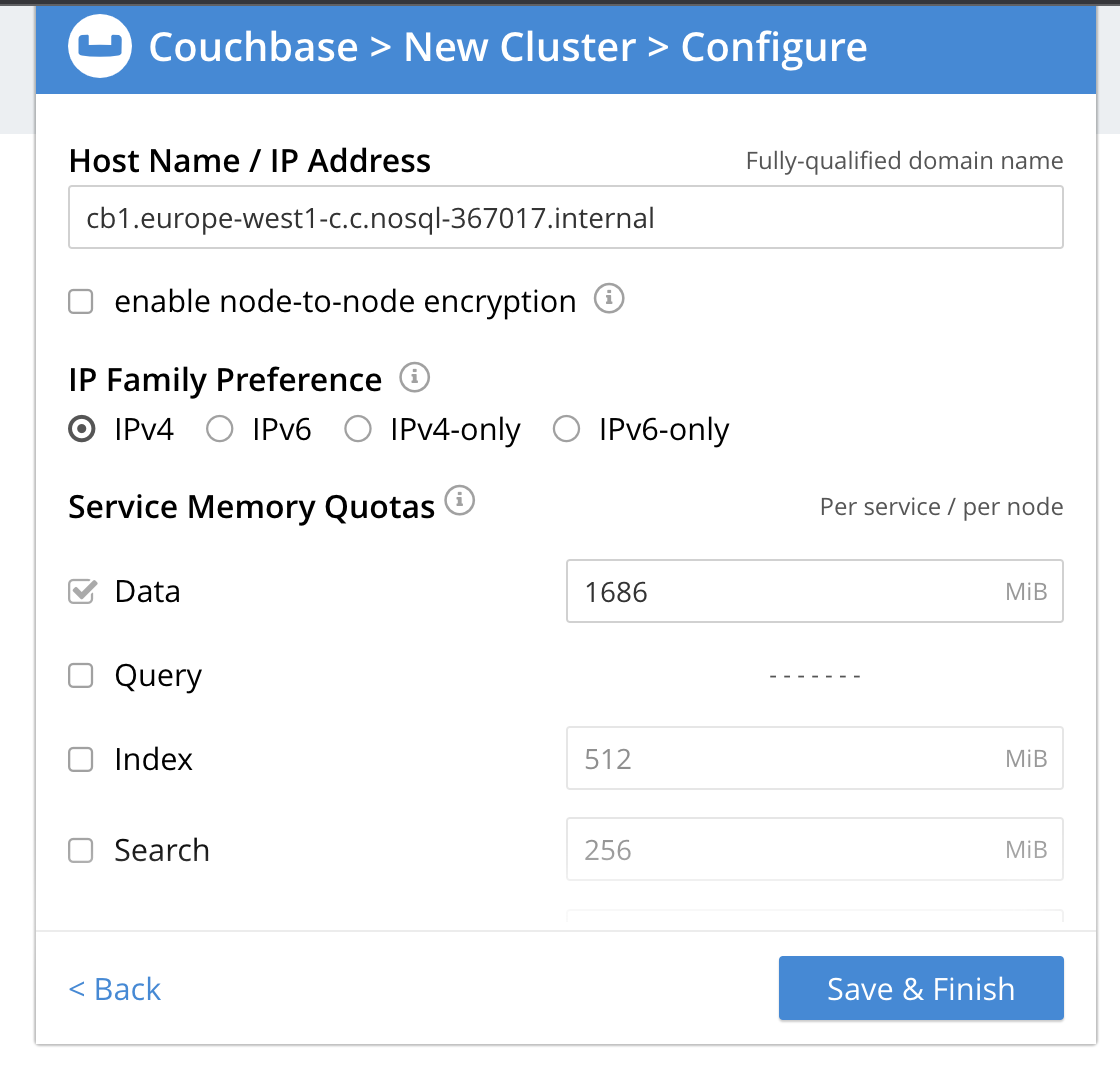 Couchbase > New Cluster > Configure
Host Name / IP Address Fully-qualified domain name
cb1.europe-west1-c.c.nosql-367017.internal
enable node-to-node encryption
IP Family Preference
IPv4 IPv6 IPv4-only IPv6-only
Service Memory Quotas Per service / per node
Data 1686 MiB
Query -------
Index 512 MiB
Search 256 MiB
< Back Save & Finish